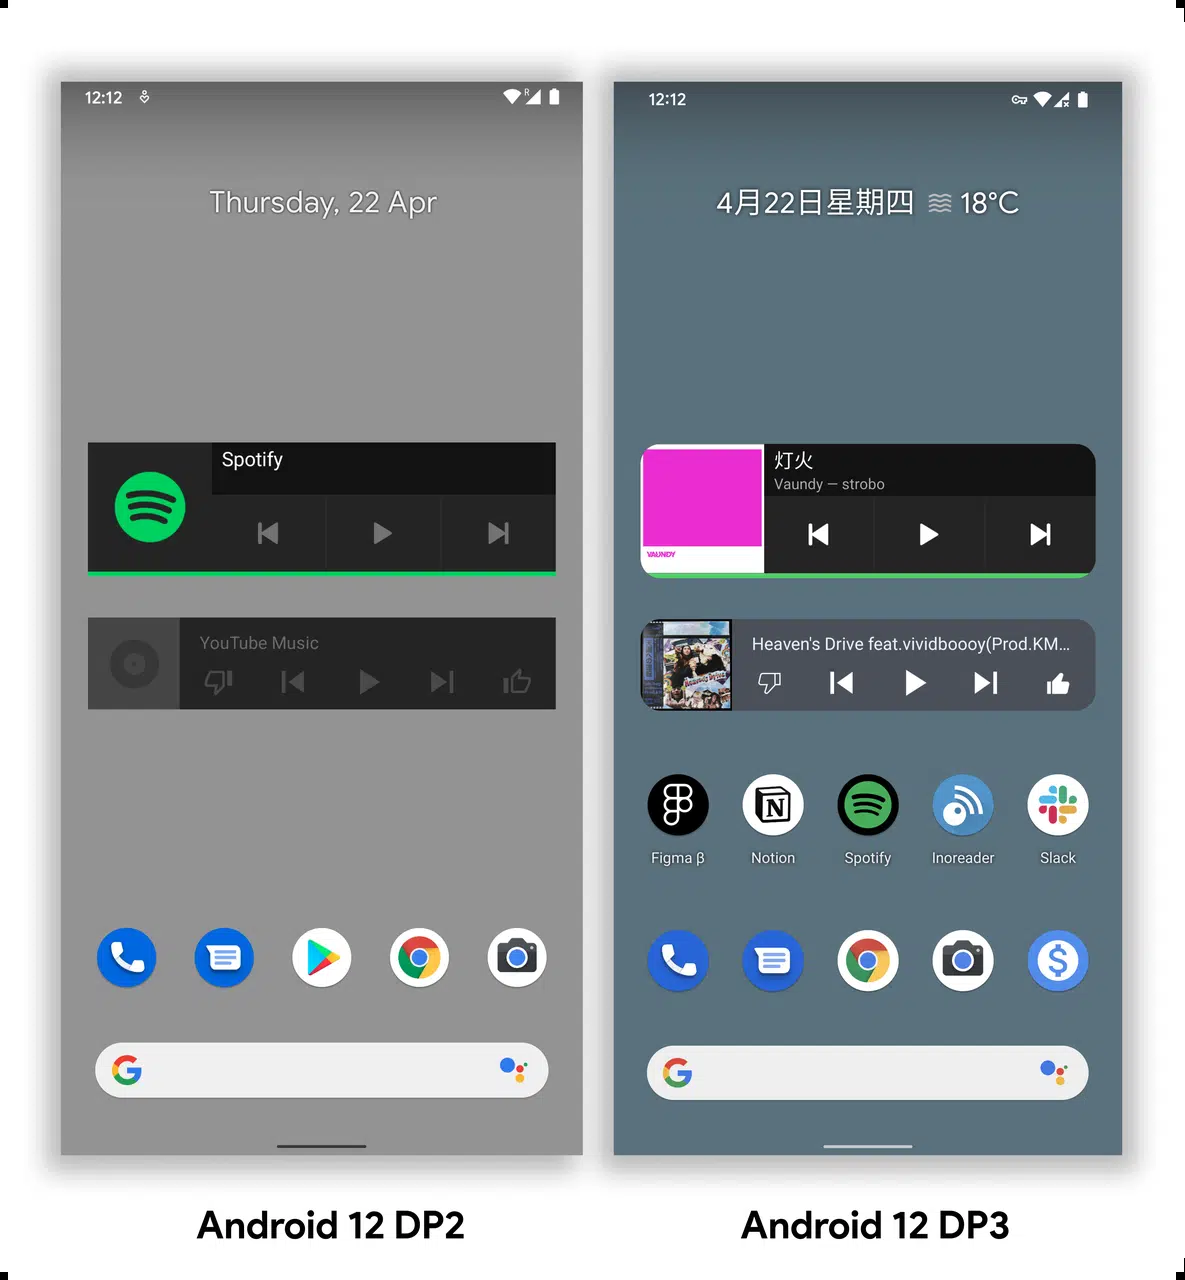 12:12
R
Thursday, 22 Apr
Spotify
YouTube Music
Android 12 DP2
12:12
4月22日星期四 18°C
灯火
Vaundy – strobo
VAUNDY
Heaven's Drive feat.vividboooy(Prod.KM...
Figma β
Notion
Spotify
Inoreader
Slack
Android 12 DP3